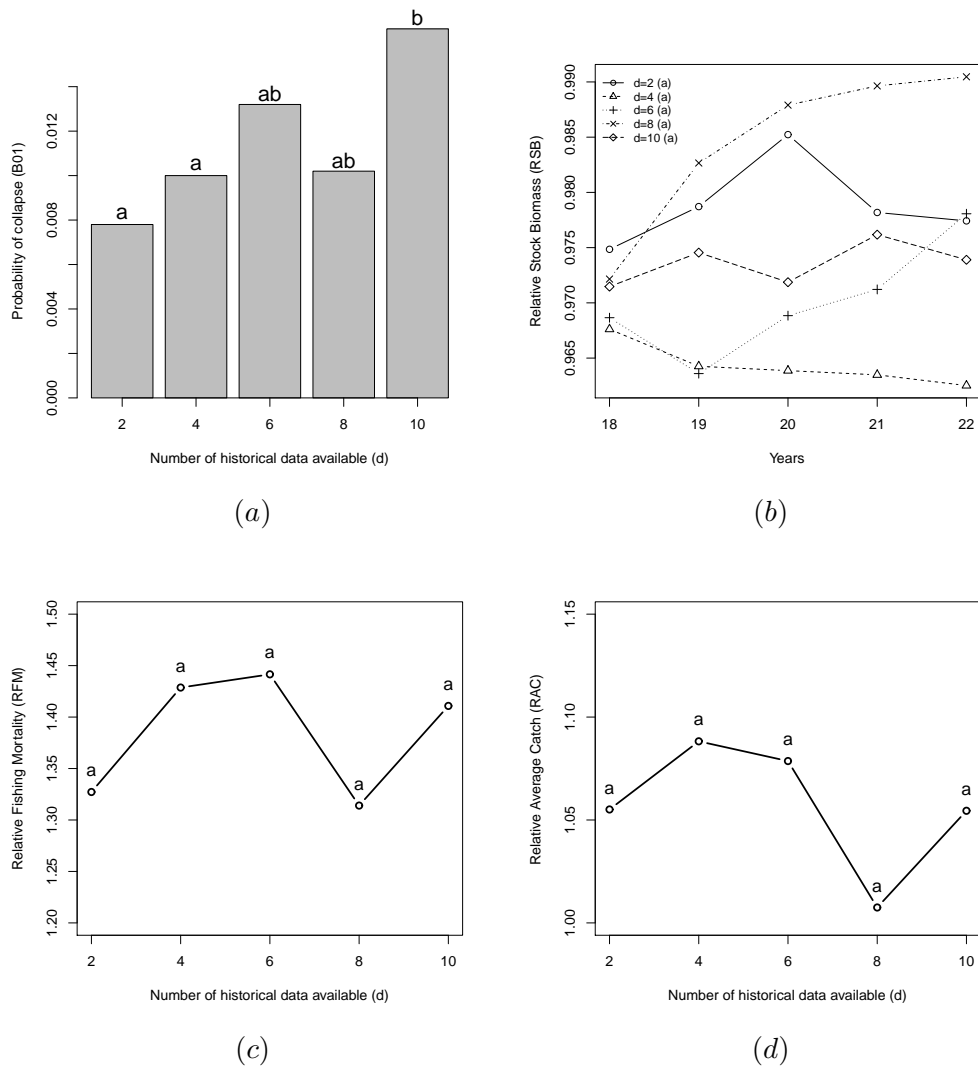 a
a
ab
ab
b
Probability of collapse (B01)
0.000
0.004
0.008
0.012
2 4 6 8 10
Number of historical data available (d)
(a)
d=2 (a)
d=4 (a)
d=6 (a)
d=8 (a)
d=10 (a)
Relative Stock Biomass (RSB)
0.965
0.970
0.975
0.980
0.985
0.990
18 19 20 21 22
Years
(b)
a
a
a
a
a
Relative Fishing Mortality (RFM)
1.20
1.25
1.30
1.35
1.40
1.45
1.50
2 4 6 8 10
Number of historical data available (d)
(c)
a
a
a
a
a
Relative Average Catch (RAC)
1.00
1.05
1.10
1.15
2 4 6 8 10
Number of historical data available (d)
(d)